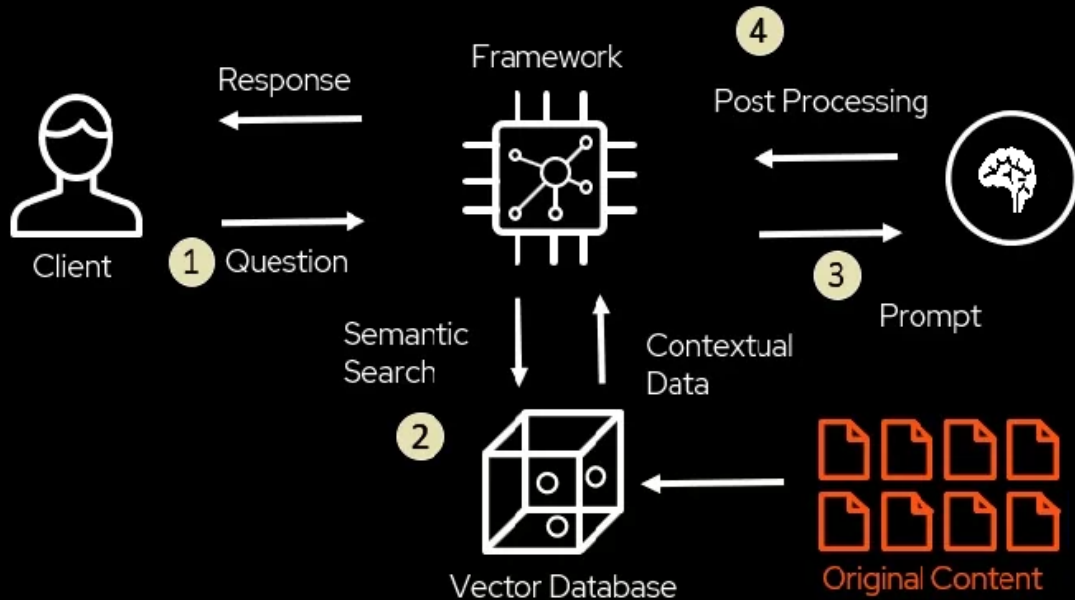 4
Framework
Response
Post Processing
Client
1
Question
3
Prompt
Semantic
Search
Contextual
Data
2
Vector Database
Original Content